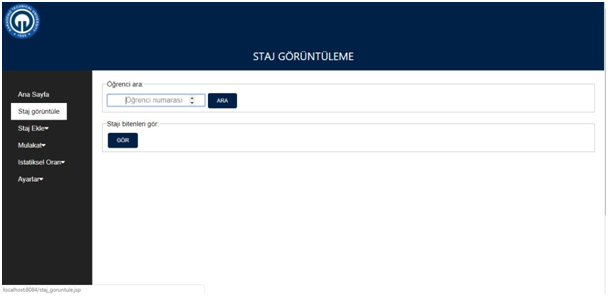 STAJ GÖRÜNTÜLEME
Ana Sayfa
Staj görüntüle
Staj Ekle
Mulakat
Istatiksel Oran
Ayarlar
Öğrenci ara:
Öğrenci numarası
ARA
Stajı bitenleri gör:
GÖR
localhost:8084/staj_goruntule.jsp